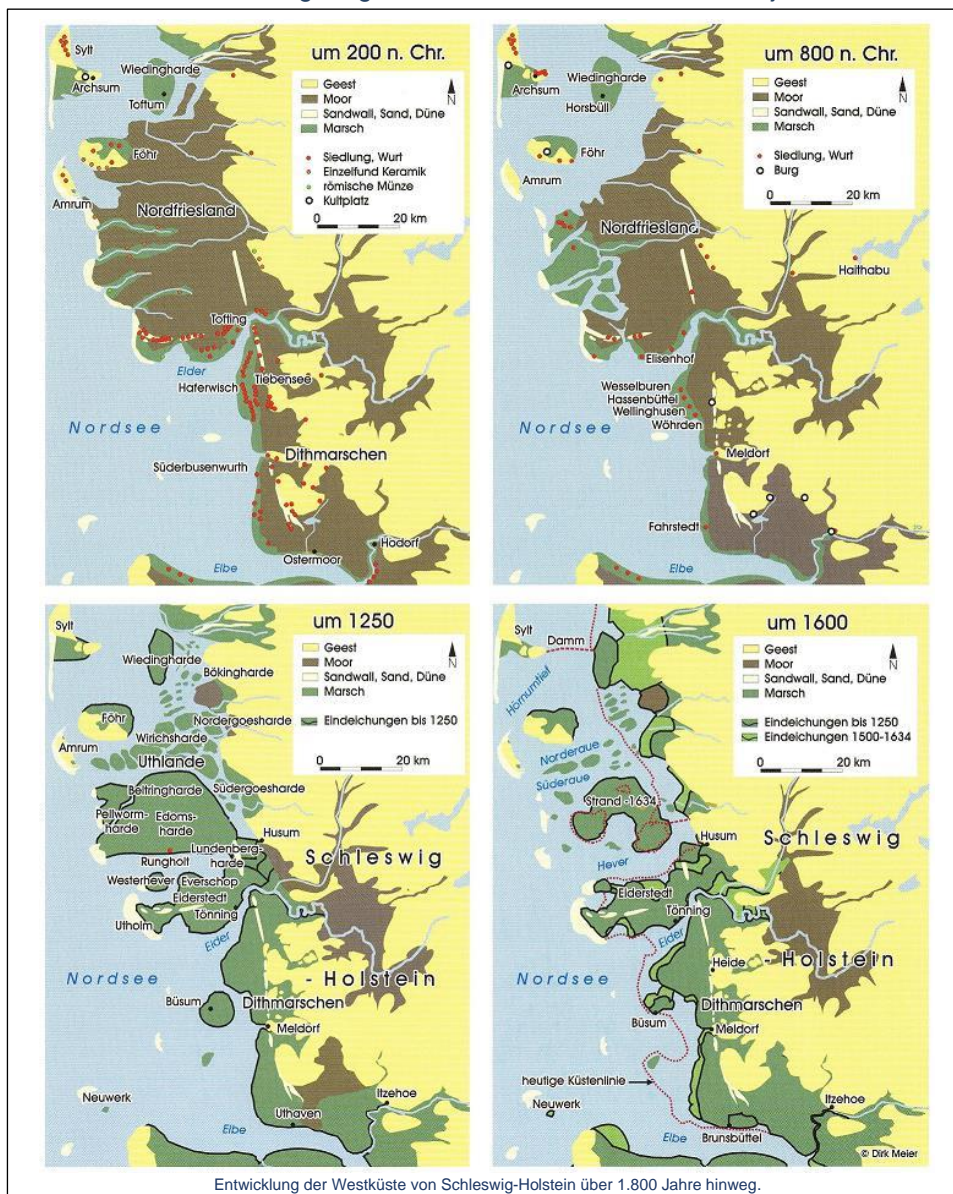 um 200 n. Chr.
Geest
Moor
Sandwall, Sand, Düne
Marsch
N
Siedlung, Wurt
Einzelfund Keramik
römische Münze
Kultplatz
0 20 km
Sylt
Archsum
Wiedingharde
Toftum
Föhr
Amrum
Nordfriesland
Tofting
Eider
Haferwisch
Tiebensee
Nordsee
Dithmarschen
Süderbusenwurth
Hodorf
Ostermoor
Elbe
um 800 n. Chr.
Geest
Moor
Sandwall, Sand, Düne
Marsch
N
Siedlung, Wurt
Burg
0 20 km
Sylt
Archsum
Wiedingharde
Horsbüll
Föhr
Amrum
Nordfriesland
Haithabu
Elisenhof
Wesselburen
Hassenbüttel
Wellinghusen
Wöhrden
Nordsee
Meldorf
Fahrstedt
Elbe
um 1250
Geest
Moor
Sandwall, Sand, Düne
Marsch
N
Eindeichungen bis 1250
0 20 km
Sylt
Wiedingharde
Bökingharde
Föhr
Nordergoesharde
Wirichsharde
Amrum
Uthlande
Beltringharde
Südergoesharde
Pellworm-
harde
Edoms-
harde
Husum
Lundenberg-
harde
Rungholt
Schleswig
Westerhever
Everschop
Eiderstedt
Tönning
Utholm
Eider
- Holstein
Nordsee
Büsum
Dithmarschen
Meldorf
Neuwerk
Itzehoe
Uthaven
Elbe
um 1600
Geest
Moor
Sandwall, Sand, Düne
Marsch
N
Eindeichungen bis 1250
Eindeichungen 1500-1634
0 20 km
Sylt
Damm
Hörnumtief
Norderaue
Süderaue
Strand -1634
Husum
Schleswig
Hever
Eiderstedt
Tönning
Eider
- Holstein
Nordsee
Heide
Dithmarschen
Büsum
Meldorf
heutige Küstenlinie
Neuwerk
Itzehoe
Elbe
Brunsbüttel
© Dirk Meier
Entwicklung der Westküste von Schleswig-Holstein über 1.800 Jahre hinweg.